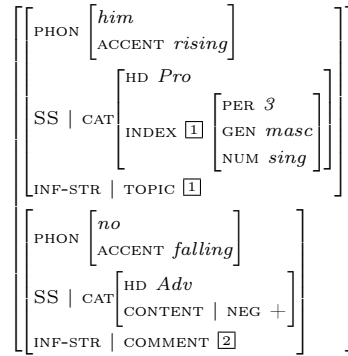 PHON him
ACCENT rising
HD Pro
PER 3
SS | CAT INDEX 1 GEN masc
NUM sing
INF-STR | TOPIC 1
PHON no
ACCENT falling
SS | CAT HD Adv
CONTENT | NEG +
INF-STR | COMMENT 2